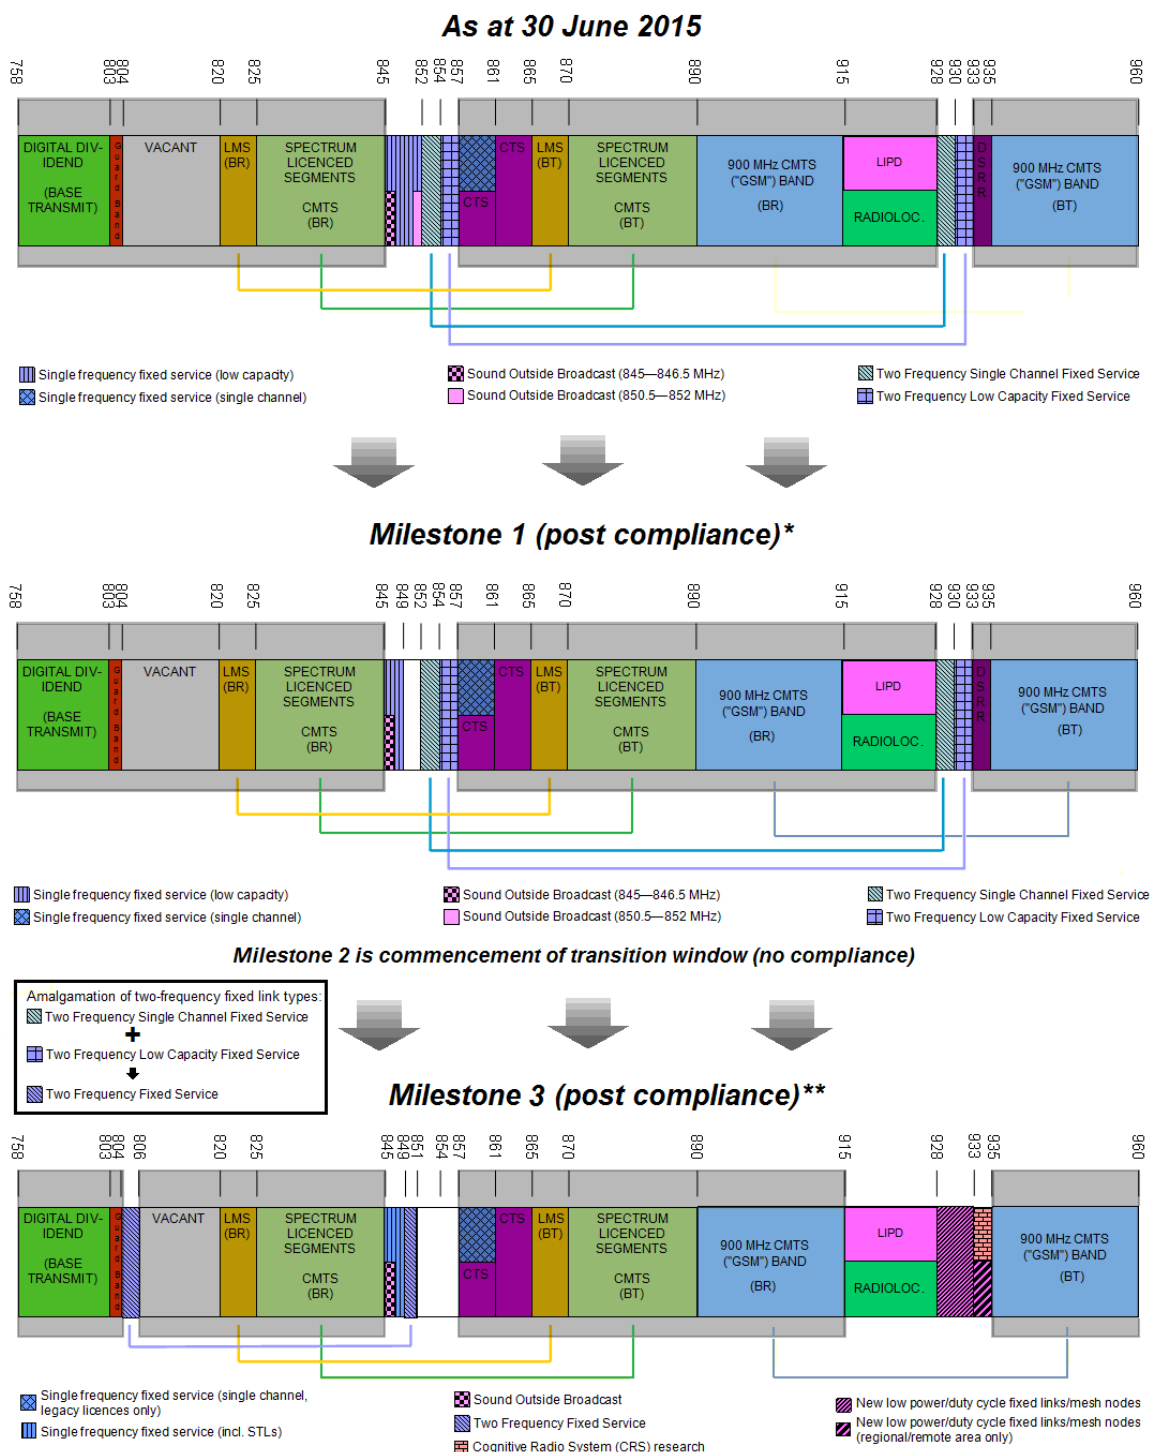 As at 30 June 2015
758
803
804
820
825
845
852
854
857
861
865
870
890
915
928
930
933
935
960
DIGITAL DIV-
IDEND
(BASE
TRANSMIT)
Guard Band
VACANT
LMS
(BR)
SPECTRUM
LICENCED
SEGMENTS
CMTS
(BR)
CTS
CTS
LMS
(BT)
SPECTRUM
LICENCED
SEGMENTS
CMTS
(BT)
900 MHz CMTS
("GSM") BAND
(BR)
LIPD
RADIOLOC.
DSRR
900 MHz CMTS
("GSM") BAND
(BT)
Single frequency fixed service (low capacity)
Single frequency fixed service (single channel)
Sound Outside Broadcast (845—846.5 MHz)
Sound Outside Broadcast (850.5—852 MHz)
Two Frequency Single Channel Fixed Service
Two Frequency Low Capacity Fixed Service
Milestone 1 (post compliance)*
758
803
804
820
825
845
849
852
854
857
861
865
870
890
915
928
930
933
935
960
DIGITAL DIV-
IDEND
(BASE
TRANSMIT)
Guard Band
VACANT
LMS
(BR)
SPECTRUM
LICENCED
SEGMENTS
CMTS
(BR)
CTS
CTS
LMS
(BT)
SPECTRUM
LICENCED
SEGMENTS
CMTS
(BT)
900 MHz CMTS
("GSM") BAND
(BR)
LIPD
RADIOLOC.
DSRR
900 MHz CMTS
("GSM") BAND
(BT)
Single frequency fixed service (low capacity)
Single frequency fixed service (single channel)
Sound Outside Broadcast (845—846.5 MHz)
Sound Outside Broadcast (850.5—852 MHz)
Two Frequency Single Channel Fixed Service
Two Frequency Low Capacity Fixed Service
Milestone 2 is commencement of transition window (no compliance)
Amalgamation of two-frequency fixed link types:
Two Frequency Single Channel Fixed Service
+
Two Frequency Low Capacity Fixed Service
Two Frequency Fixed Service
Milestone 3 (post compliance)**
758
803
804
806
820
825
845
849
851
854
857
861
865
870
890
915
928
933
935
960
DIGITAL DIV-
IDEND
(BASE
TRANSMIT)
Guard Band
VACANT
LMS
(BR)
SPECTRUM
LICENCED
SEGMENTS
CMTS
(BR)
CTS
CTS
LMS
(BT)
SPECTRUM
LICENCED
SEGMENTS
CMTS
(BT)
900 MHz CMTS
("GSM") BAND
(BR)
LIPD
RADIOLOC.
900 MHz CMTS
("GSM") BAND
(BT)
Single frequency fixed service (single channel,
legacy licences only)
Single frequency fixed service (incl. STLs)
Sound Outside Broadcast
Two Frequency Fixed Service
Cognitive Radio System (CRS) research
New low power/duty cycle fixed links/mesh nodes
New low power/duty cycle fixed links/mesh nodes
(regional/remote area only)